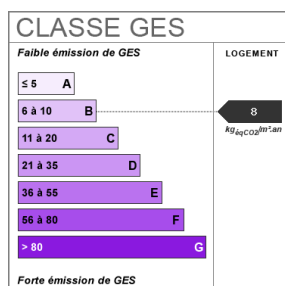 CLASSE GES
Faible émission de GES
LOGEMENT
≤ 5 A
6 à 10 B
8
kgéqCO2/m².an
11 à 20 C
21 à 35 D
36 à 55 E
56 à 80 F
> 80 G
Forte émission de GES